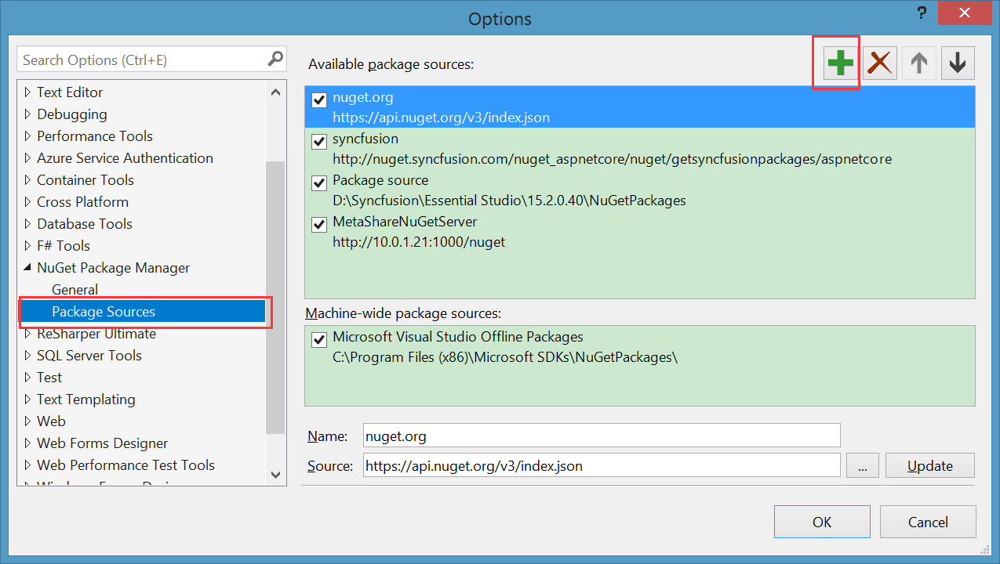 Options
?
Search Options (Ctrl+E)
Text Editor
Debugging
Performance Tools
Azure Service Authentication
Container Tools
Cross Platform
Database Tools
F# Tools
NuGet Package Manager
General
Package Sources
ReSharper Ultimate
SQL Server Tools
Test
Text Templating
Web
Web Forms Designer
Web Performance Test Tools
Available package sources:
nuget.org
https://api.nuget.org/v3/index.json
syncfusion
http://nuget.syncfusion.com/nuget_aspnetcore/nuget/getsyncfusionpackages/aspnetcore
Package source
D:\Syncfusion\Essential Studio\15.2.0.40\NuGetPackages
MetaShareNuGetServer
http://10.0.1.21:1000/nuget
Machine-wide package sources:
Microsoft Visual Studio Offline Packages
C:\Program Files (x86)\Microsoft SDKs\NuGetPackages\
Name: nuget.org
Source: https://api.nuget.org/v3/index.json ... Update
OK Cancel